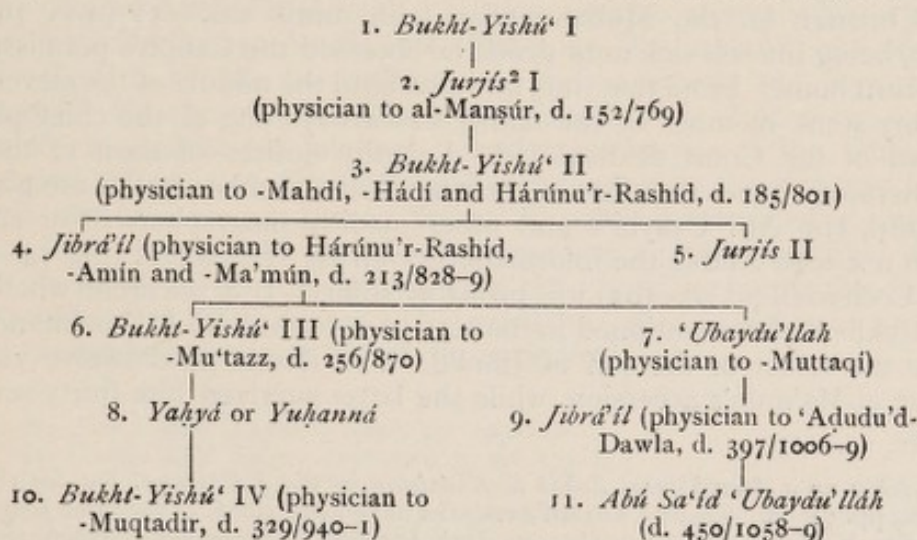 1. Bukht-Yishú‘ I
2. Jurjís² I
(physician to al-Manṣúr, d. 152/769)
3. Bukht-Yishú‘ II
(physician to -Mahdí, -Hádí and Hárúnu’r-Rashíd, d. 185/801)
4. Jibrá’íl (physician to Hárúnu’r-Rashíd,
-Amín and -Ma’mún, d. 213/828-9)
5. Jurjís II
6. Bukht-Yishú‘ III (physician to
-Mu‘tazz, d. 256/870)
7. ‘Ubaydu’llah
(physician to -Muttaqí)
8. Yaḥyá or Yuḥanná
9. Jibrá’íl (physician to ‘Aḍudu’d-
Dawla, d. 397/1006-9)
10. Bukht-Yishú‘ IV (physician to
-Muqtadir, d. 329/940-1)
11. Abú Sa‘íd ‘Ubaydu’lláh
(d. 450/1058-9)